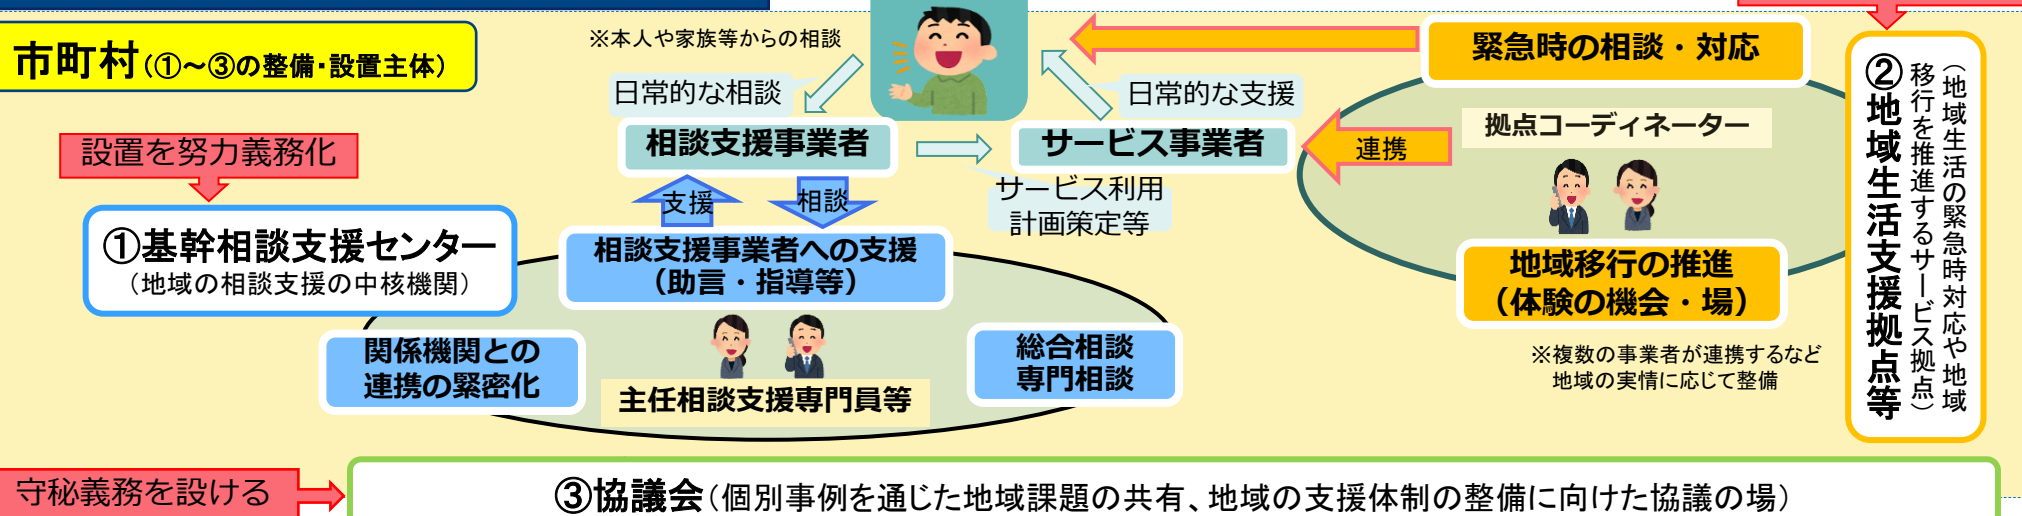 市町村(①～③の整備・設置主体)
※本人や家族等からの相談
日常的な相談
日常的な支援
緊急時の相談・対応
相談支援事業者
サービス事業者
連携
拠点コーディネーター
サービス利用
計画策定等
設置を努力義務化
支援
相談
①基幹相談支援センター
(地域の相談支援の中核機関)
相談支援事業者への支援
(助言・指導等)
関係機関との
連携の緊密化
主任相談支援専門員等
総合相談
専門相談
地域移行の推進
(体験の機会・場)
※複数の事業者が連携するなど
地域の実情に応じて整備
②地域生活支援拠点等
(地域生活の緊急時対応や地域
移行を推進するサービス拠点)
守秘義務を設ける
③協議会(個別事例を通じた地域課題の共有、地域の支援体制の整備に向けた協議の場)